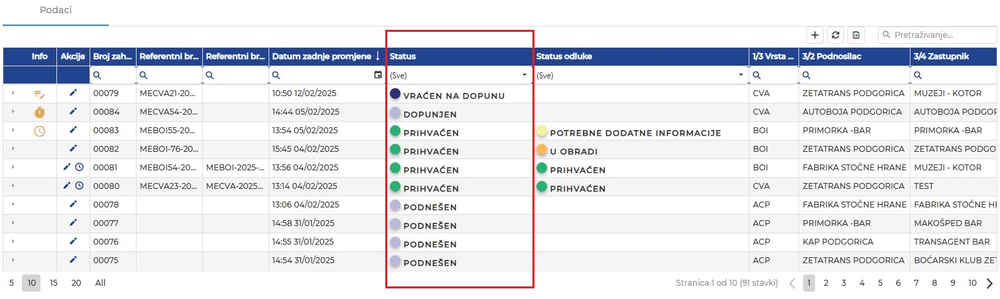 Podaci
Pretraživanje...
Info Akcije Broj zah... Referentni br... Referentni br... Datum zadnje promjene ↓ Status Status odluke 1/3 Vrsta ... 3/2 Podnosilac 3/4 Zastupnik
(Sve) (Sve)
00079 MECVA21-20... 10:50 12/02/2025 VRAĆEN NA DOPUNU CVA ZETATRANS PODGORICA MUZEJI - KOTOR
00084 MECVA54-20... 14:44 05/02/2025 DOPUNJEN CVA AUTOBOJA PODGORICA AUTOBOJA PODGOR
00083 MEBOI55-20... 13:54 05/02/2025 PRIHVAĆEN POTREBNE DODATNE INFORMACIJE BOI PRIMORKA -BAR PRIMORKA -BAR
00082 MEBOI-76-20... 15:45 04/02/2025 PRIHVAĆEN U OBRADI BOI ZETATRANS PODGORICA ZETATRANS PODGO
00081 MEBOI54-20... MEBOI-2025-... 13:56 04/02/2025 PRIHVAĆEN PRIHVAĆEN BOI FABRIKA STOČNE HRANE MUZEJI - KOTOR
00080 MECVA23-20... MECVA-2025... 13:14 04/02/2025 PRIHVAĆEN PRIHVAĆEN CVA ZETATRANS PODGORICA TEST
00078 13:06 04/02/2025 PODNEŠEN ACP FABRIKA STOČNE HRANE FABRIKA STOČNE HI
00077 14:58 31/01/2025 PODNEŠEN ACP PRIMORKA -BAR MAKOŠPED BAR
00076 14:55 31/01/2025 PODNEŠEN ACP KAP PODGORICA TRANSAGENT BAR
00075 14:54 31/01/2025 PODNEŠEN ACP ZETATRANS PODGORICA BOĆARSKI KLUB ZET
5 10 15 20 All Stranica 1 od 10 (91 stavki) 1 2 3 4 5 6 7 8 9 10